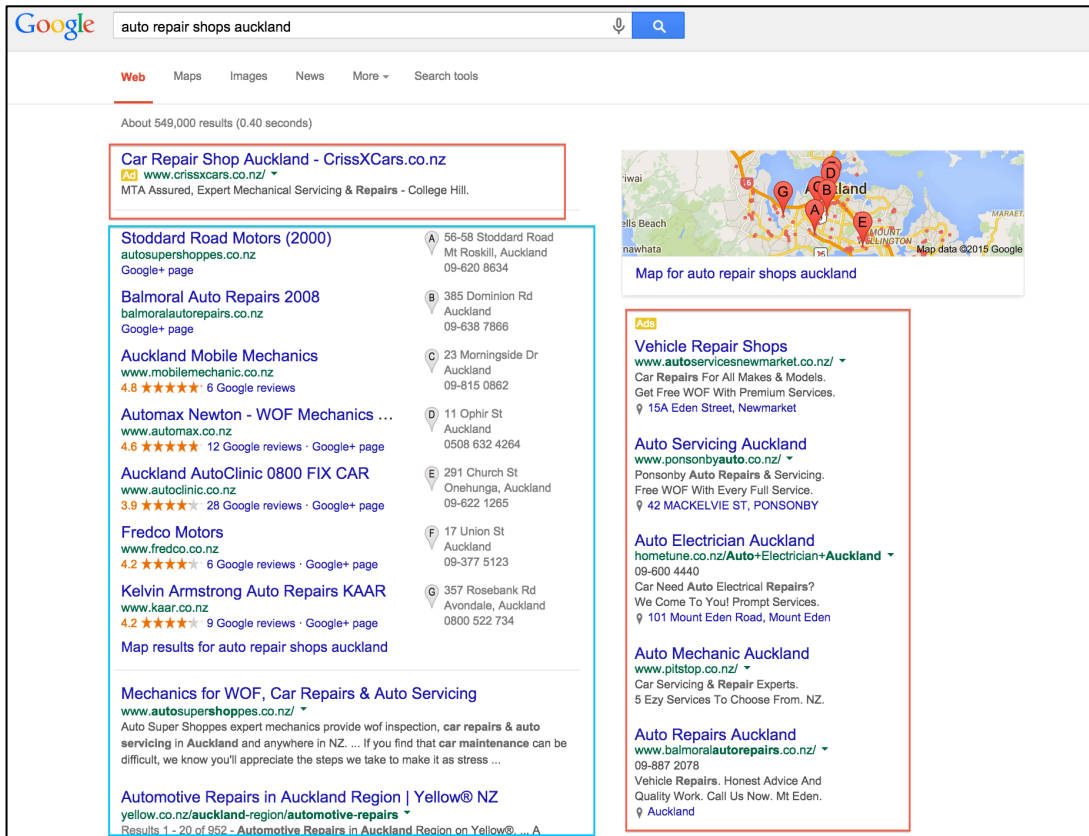 Google
auto repair shops auckland
Web Maps Images News More Search tools
About 549,000 results (0.40 seconds)
Car Repair Shop Auckland - CrissXCars.co.nz
Ad www.crissxcars.co.nz/
MTA Assured, Expert Mechanical Servicing & Repairs - College Hill.
Stoddard Road Motors (2000)
autosupershoppes.co.nz
Google+ page
A 56-58 Stoddard Road
Mt Roskill, Auckland
09-620 8634
Balmoral Auto Repairs 2008
balmoralautorepairs.co.nz
Google+ page
B 385 Dominion Rd
Auckland
09-638 7866
Auckland Mobile Mechanics
www.mobilemechanic.co.nz
4.8 ★★★★★ 6 Google reviews
C 23 Morningside Dr
Auckland
09-815 0862
Automax Newton - WOF Mechanics ...
www.automax.co.nz
4.6 ★★★★★ 12 Google reviews · Google+ page
D 11 Ophir St
Auckland
0508 632 4264
Auckland AutoClinic 0800 FIX CAR
www.autoclinic.co.nz
3.9 ★★★★★ 28 Google reviews · Google+ page
E 291 Church St
Onehunga, Auckland
09-622 1265
Fredco Motors
www.fredco.co.nz
4.2 ★★★★★ 6 Google reviews · Google+ page
F 17 Union St
Auckland
09-377 5123
Kelvin Armstrong Auto Repairs KAAR
www.kaar.co.nz
4.2 ★★★★★ 9 Google reviews · Google+ page
G 357 Rosebank Rd
Avondale, Auckland
0800 522 734
Map results for auto repair shops auckland
Mechanics for WOF, Car Repairs & Auto Servicing
www.autosupershoppes.co.nz/
Auto Super Shoppes expert mechanics provide wof inspection, car repairs & auto
servicing in Auckland and anywhere in NZ. ... If you find that car maintenance can be
difficult, we know you'll appreciate the steps we take to make it as stress ...
Automotive Repairs in Auckland Region | Yellow® NZ
yellow.co.nz/auckland-region/automotive-repairs
Results 1 - 20 of 952 - Automotive Repairs in Auckland Region on Yellow®. ... A
riwai
D
G C kland
B
A
ells Beach
E
MARAET
MOUNT
WELLINGTON
nawhata
16
Map data ©2015 Google
Map for auto repair shops auckland
Ads
Vehicle Repair Shops
www.autoservicesnewmarket.co.nz/
Car Repairs For All Makes & Models.
Get Free WOF With Premium Services.
15A Eden Street, Newmarket
Auto Servicing Auckland
www.ponsonbyauto.co.nz/
Ponsonby Auto Repairs & Servicing.
Free WOF With Every Full Service.
42 MACKELVIE ST, PONSONBY
Auto Electrician Auckland
hometune.co.nz/Auto+Electrician+Auckland
09-600 4440
Car Need Auto Electrical Repairs?
We Come To You! Prompt Services.
101 Mount Eden Road, Mount Eden
Auto Mechanic Auckland
www.pitstop.co.nz/
Car Servicing & Repair Experts.
5 Ezy Services To Choose From. NZ.
Auto Repairs Auckland
www.balmoralautorepairs.co.nz/
09-887 2078
Vehicle Repairs. Honest Advice And
Quality Work. Call Us Now. Mt Eden.
Auckland